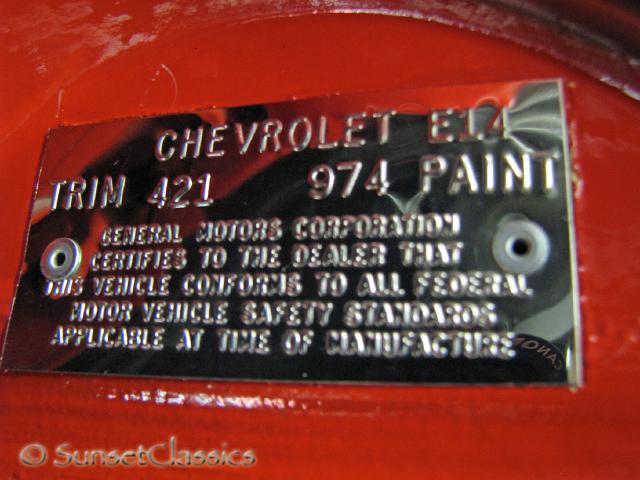 CHEVROLET E14
TRIM 421 974 PAINT
GENERAL MOTORS CORPORATION
CERTIFIES TO THE DEALER THAT
THIS VEHICLE CONFORMS TO ALL FEDERAL
MOTOR VEHICLE SAFETY STANDARDS
APPLICABLE AT TIME OF MANUFACTURE
CANON
© SunsetClassics